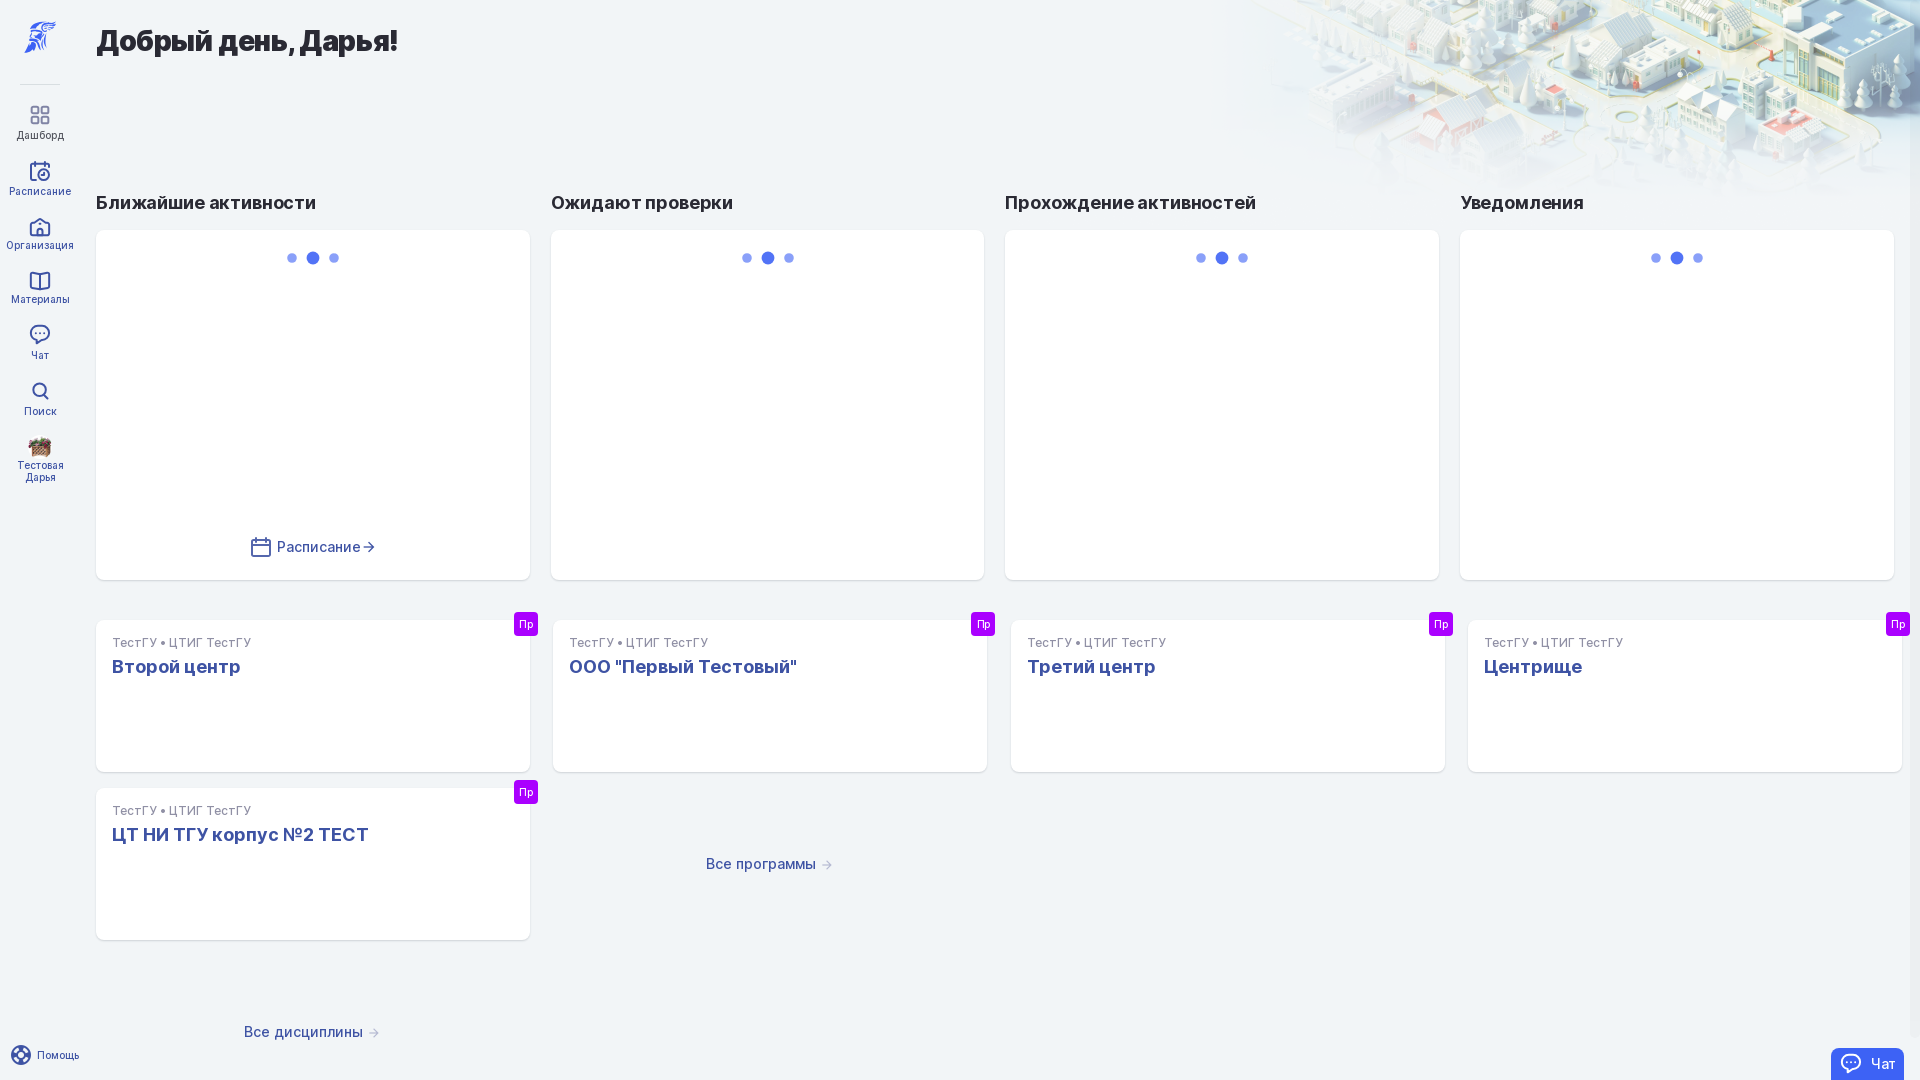 Добрый день, Дарья!
Дашборд
Расписание
Организация
Материалы
Чат
Поиск
Тестовая
Дарья
Ближайшие активности
Ожидают проверки
Прохождение активностей
Уведомления
Расписание
Пр
ТестГУ • ЦТИГ ТестГУ
Второй центр
Пр
ТестГУ • ЦТИГ ТестГУ
ООО "Первый Тестовый"
Пр
ТестГУ • ЦТИГ ТестГУ
Третий центр
Пр
ТестГУ • ЦТИГ ТестГУ
Центрище
Пр
ТестГУ • ЦТИГ ТестГУ
ЦТ НИ ТГУ корпус №2 ТЕСТ
Все программы →
Все дисциплины →
Помощь
Чат